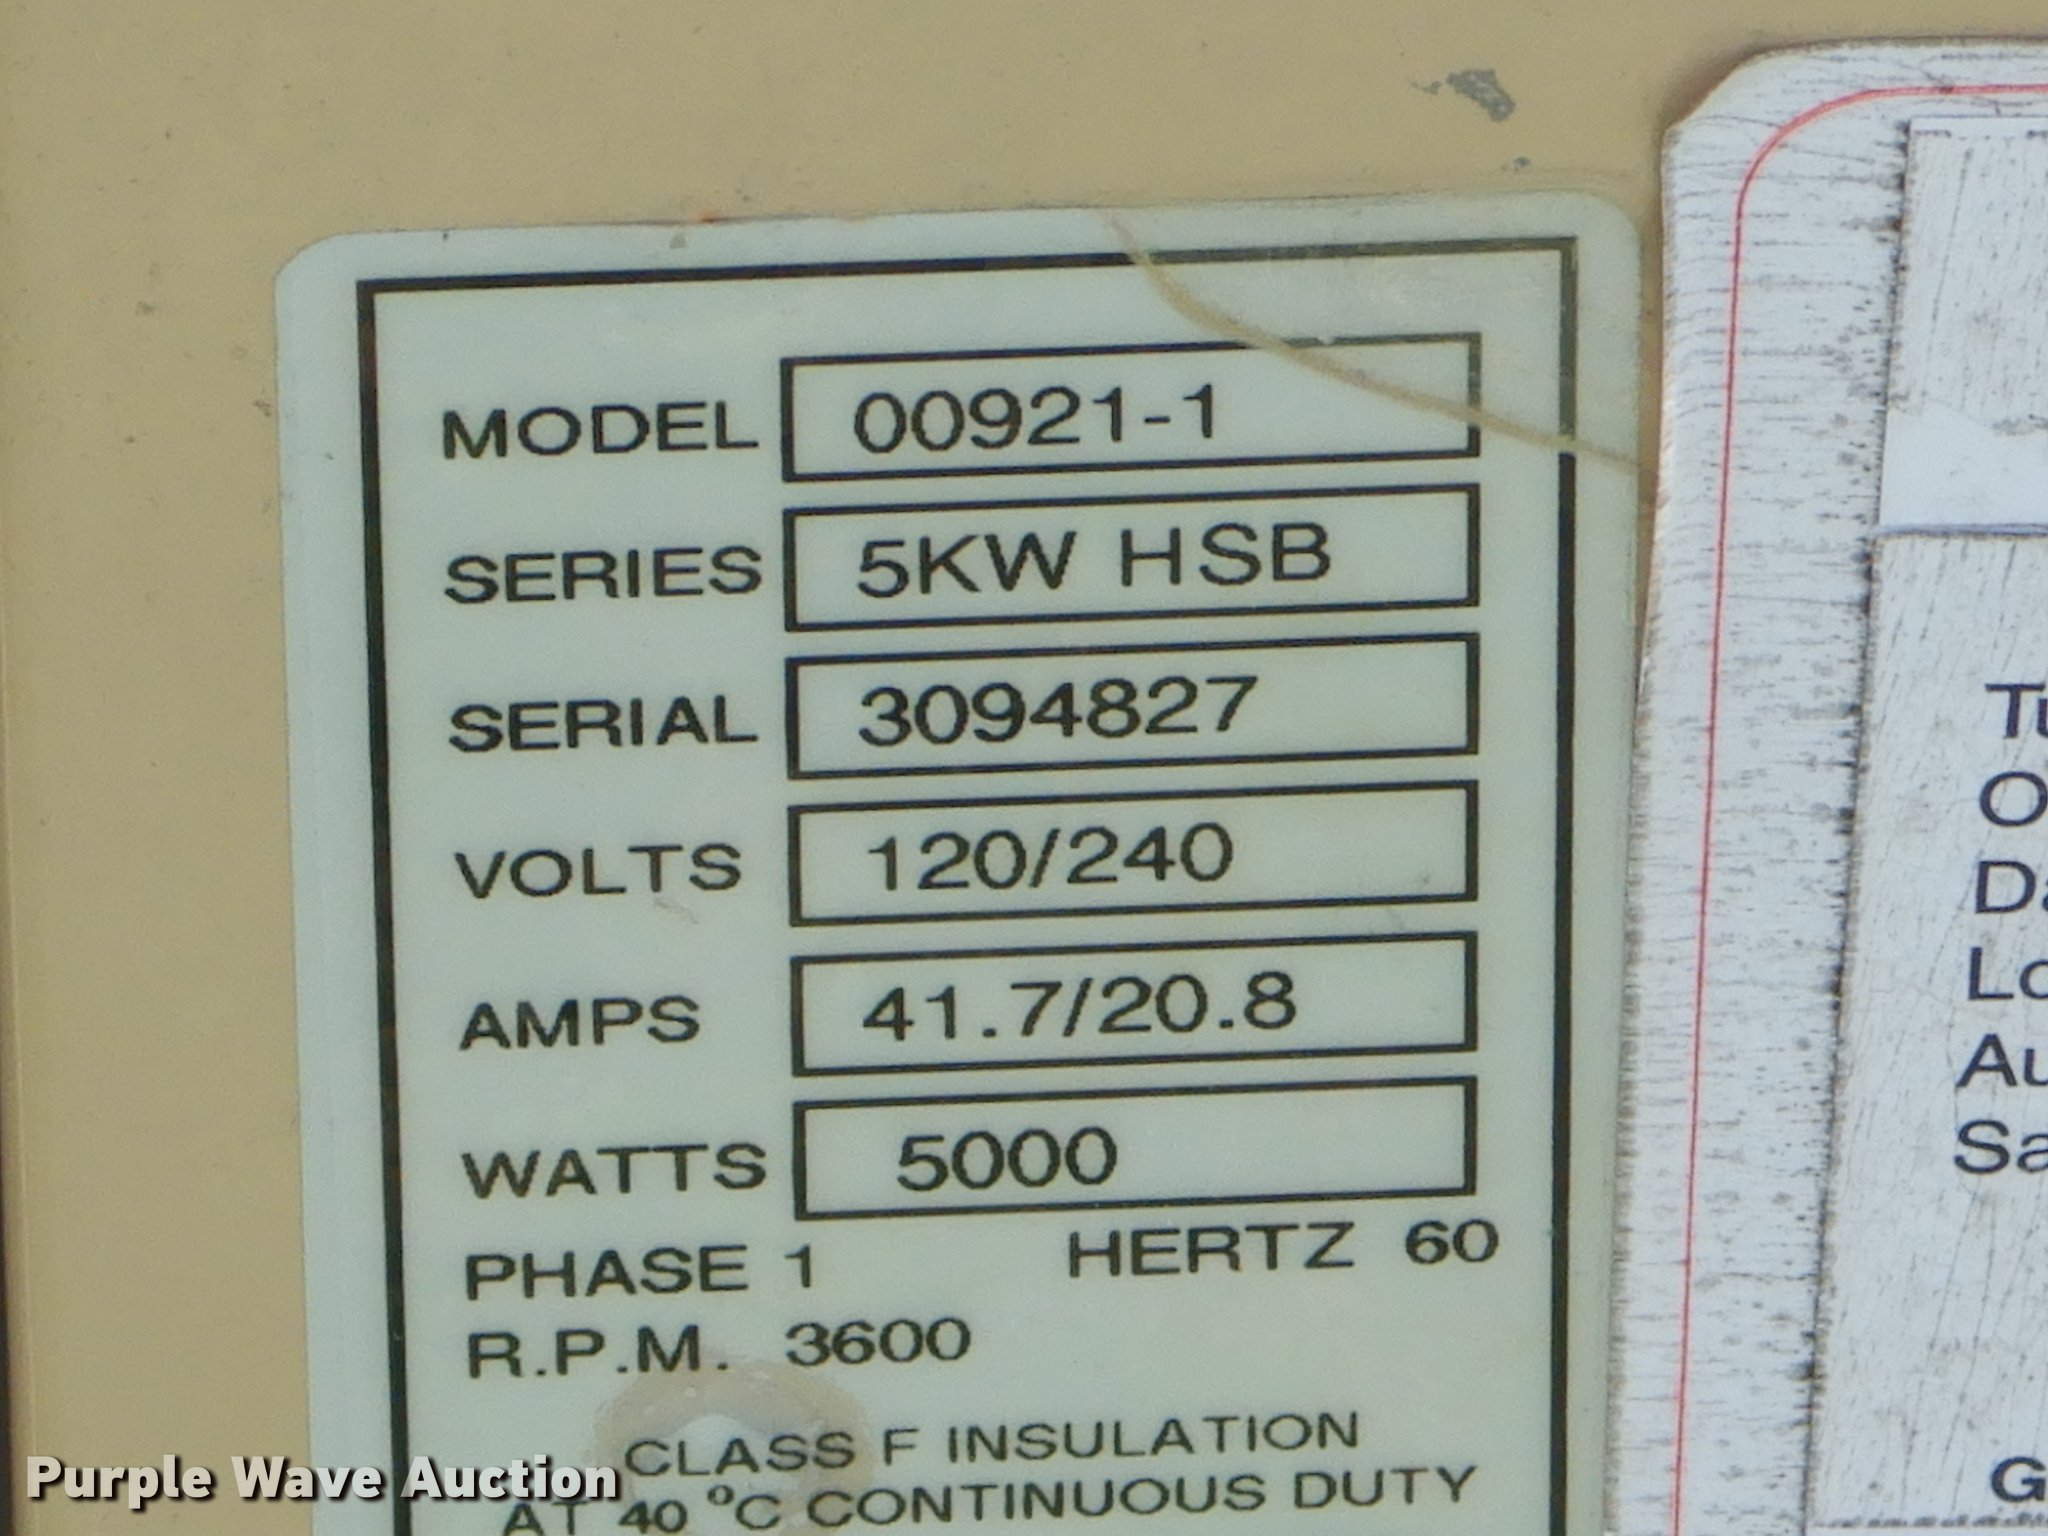 MODEL 00921-1
SERIES 5KW HSB
SERIAL 3094827
VOLTS 120/240
AMPS 41.7/20.8
WATTS 5000
PHASE 1 HERTZ 60
R.P.M. 3600
CLASS F INSULATION
AT 40 °C CONTINUOUS DUTY
Purple Wave Auction